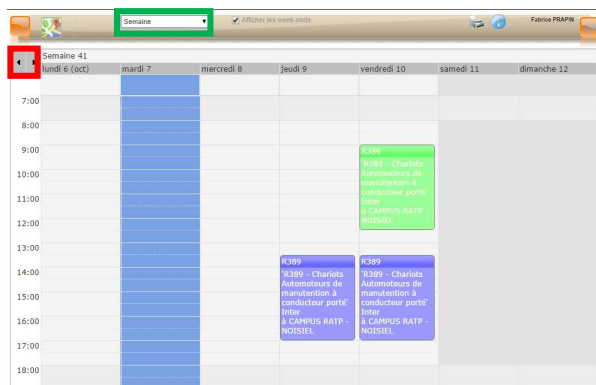 Semaine
Afficher les week-ends
Fabrice PRAPIN
Semaine 41
lundi 6 (oct) mardi 7 mercredi 8 jeudi 9 vendredi 10 samedi 11 dimanche 12
7:00
8:00
9:00
10:00
11:00
12:00
13:00
14:00
15:00
16:00
17:00
18:00
R389
'R389 - Chariots
Automoteurs de
manutention à
conducteur porté'
Inter
à CAMPUS RATP -
NOISIEL
R389
'R389 - Chariots
Automoteurs de
manutention à
conducteur porté'
Inter
à CAMPUS RATP -
NOISIEL
R389
'R389 - Chariots
Automoteurs de
manutention à
conducteur porté'
Inter
à CAMPUS RATP -
NOISIEL